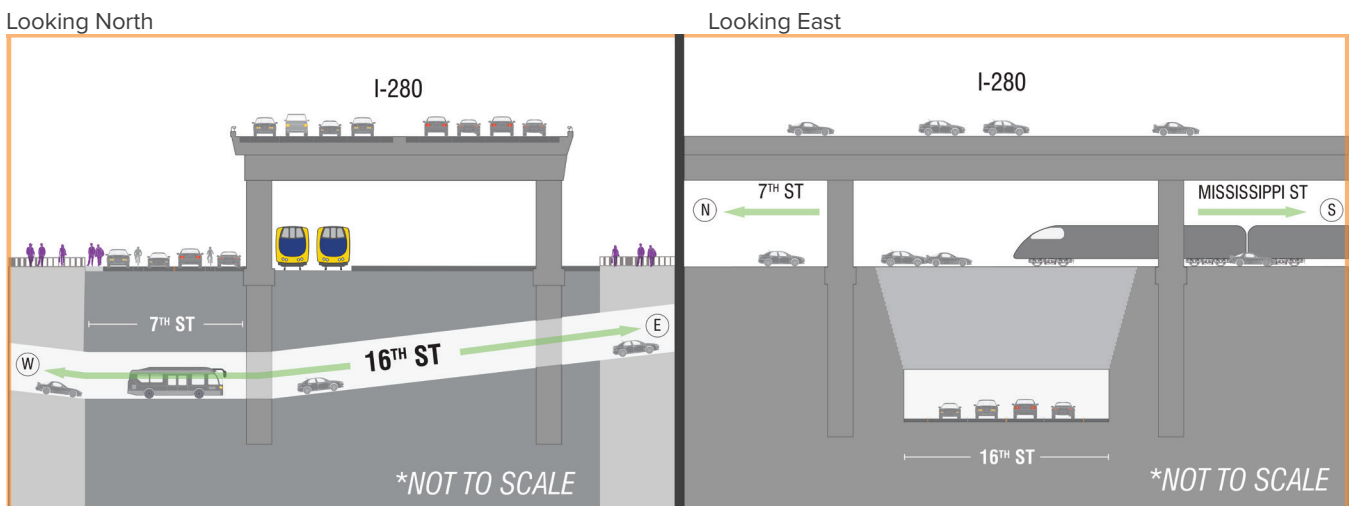 Looking North
I-280
7TH ST
W
16TH ST
E
*NOT TO SCALE
Looking East
I-280
N
7TH ST
MISSISSIPPI ST
S
16TH ST
*NOT TO SCALE